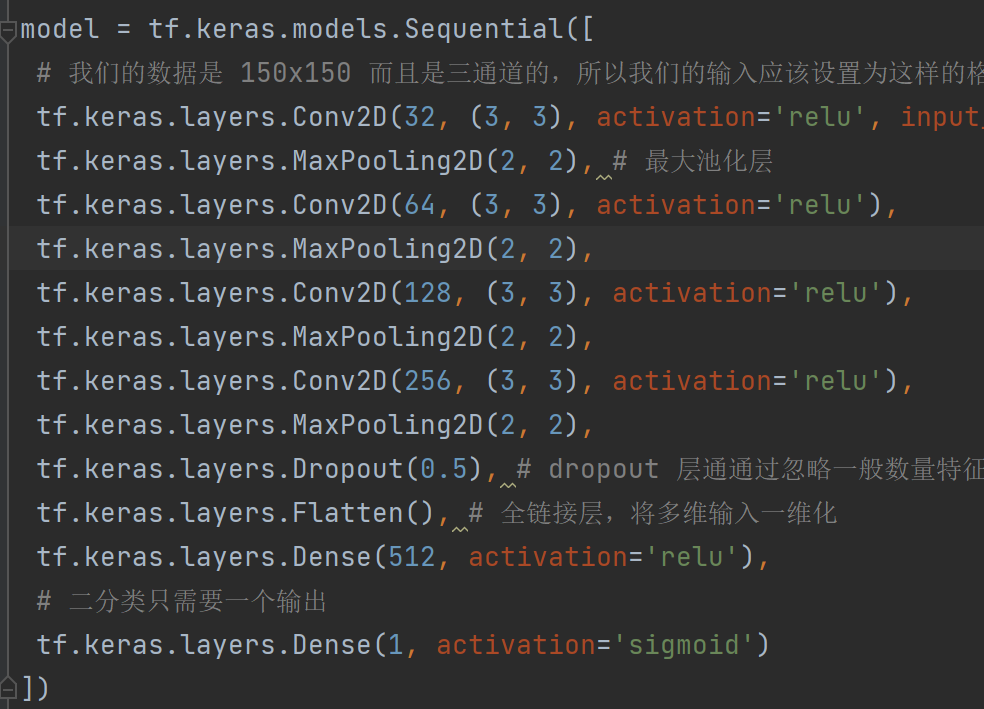 model = tf.keras.models.Sequential([
# 我们的数据是 150x150 而且是三通道的，所以我们的输入应该设置为这样的格
tf.keras.layers.Conv2D(32, (3, 3), activation='relu', input_
tf.keras.layers.MaxPooling2D(2, 2), # 最大池化层
tf.keras.layers.Conv2D(64, (3, 3), activation='relu'),
tf.keras.layers.MaxPooling2D(2, 2),
tf.keras.layers.Conv2D(128, (3, 3), activation='relu'),
tf.keras.layers.MaxPooling2D(2, 2),
tf.keras.layers.Conv2D(256, (3, 3), activation='relu'),
tf.keras.layers.MaxPooling2D(2, 2),
tf.keras.layers.Dropout(0.5), # dropout 层通通过忽略一般数量特征
tf.keras.layers.Flatten(), # 全链接层，将多维输入一维化
tf.keras.layers.Dense(512, activation='relu'),
# 二分类只需要一个输出
tf.keras.layers.Dense(1, activation='sigmoid')
])